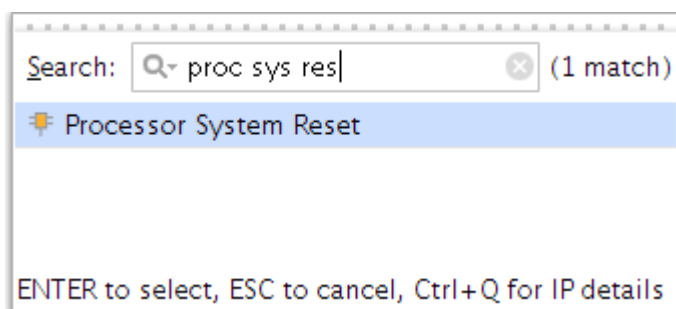 Search: proc sys res (1 match)
Processor System Reset
ENTER to select, ESC to cancel, Ctrl+Q for IP details